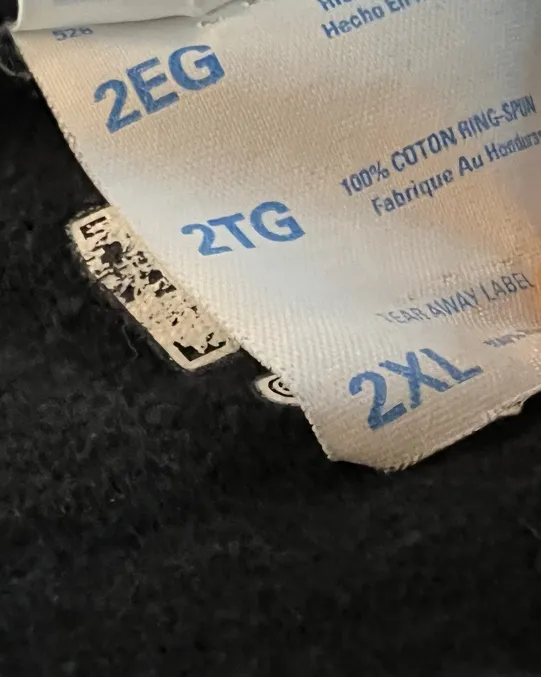 528
2EG
Hecho En
100% COTON RING-SPUN
Fabrique Au Honduras
2TG
TEAR AWAY LABEL
2XL